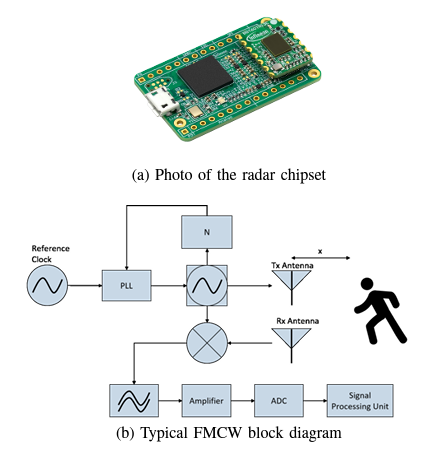 infineon
(a) Photo of the radar chipset
N
Reference
Clock
PLL
Tx Antenna
x
Rx Antenna
Amplifier
ADC
Signal
Processing Unit
(b) Typical FMCW block diagram